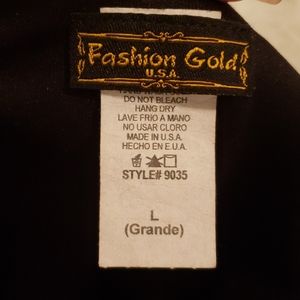 Fashion Gold
U.S.A.
DO NOT BLEACH
HANG DRY
LAVE FRIO A MANO
NO USAR CLORO
MADE IN U.S.A.
HECHO EN E.U.A.
STYLE# 9035
L
(Grande)